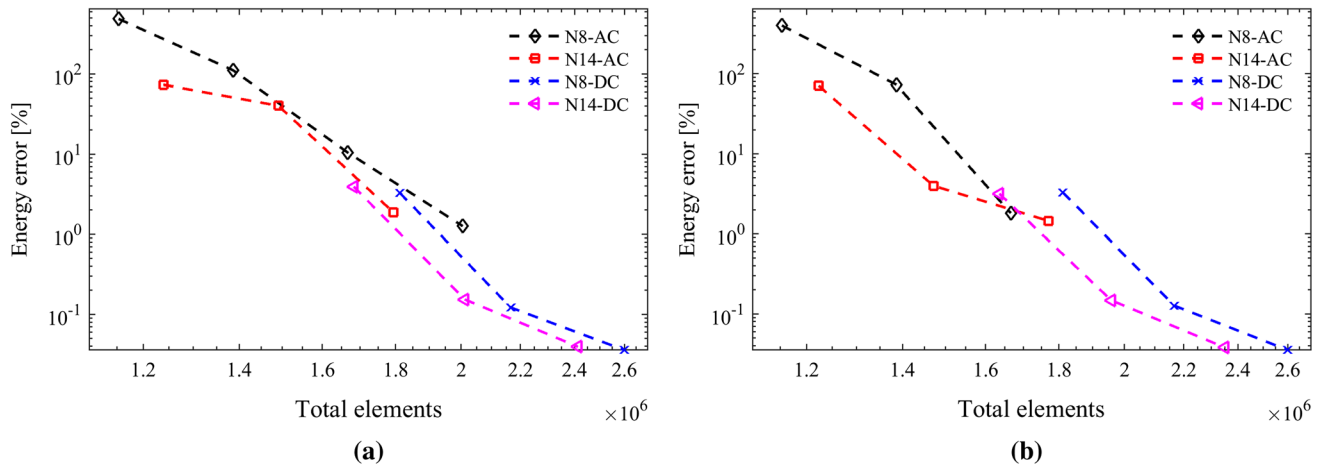 Energy error [%]
10^2
10^1
10^0
10^-1
N8-AC
N14-AC
N8-DC
N14-DC
1.2
1.4
1.6
1.8
2
2.2
2.4
2.6
Total elements
×10^6
(a)
Energy error [%]
10^2
10^1
10^0
10^-1
N8-AC
N14-AC
N8-DC
N14-DC
1.2
1.4
1.6
1.8
2
2.2
2.4
2.6
Total elements
×10^6
(b)